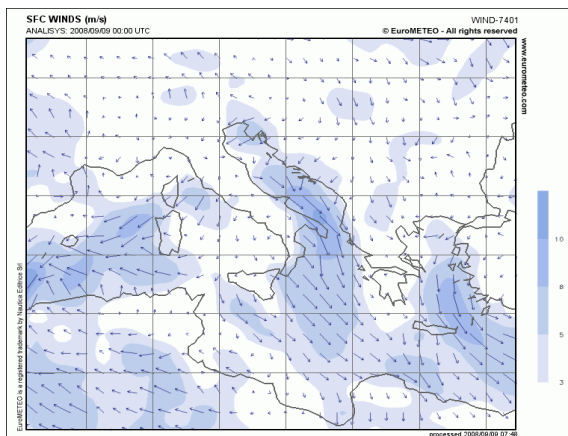 SFC WINDS (m/s)
WIND-7401
ANALISYS: 2008/09/09 00:00 UTC
© EuroMETEO - All rights reserved
www.eurometeo.com
EuroMETEO is a registered trademark by Nautica Editrice Srl
10
8
5
3
processed 2008/09/09 07:48